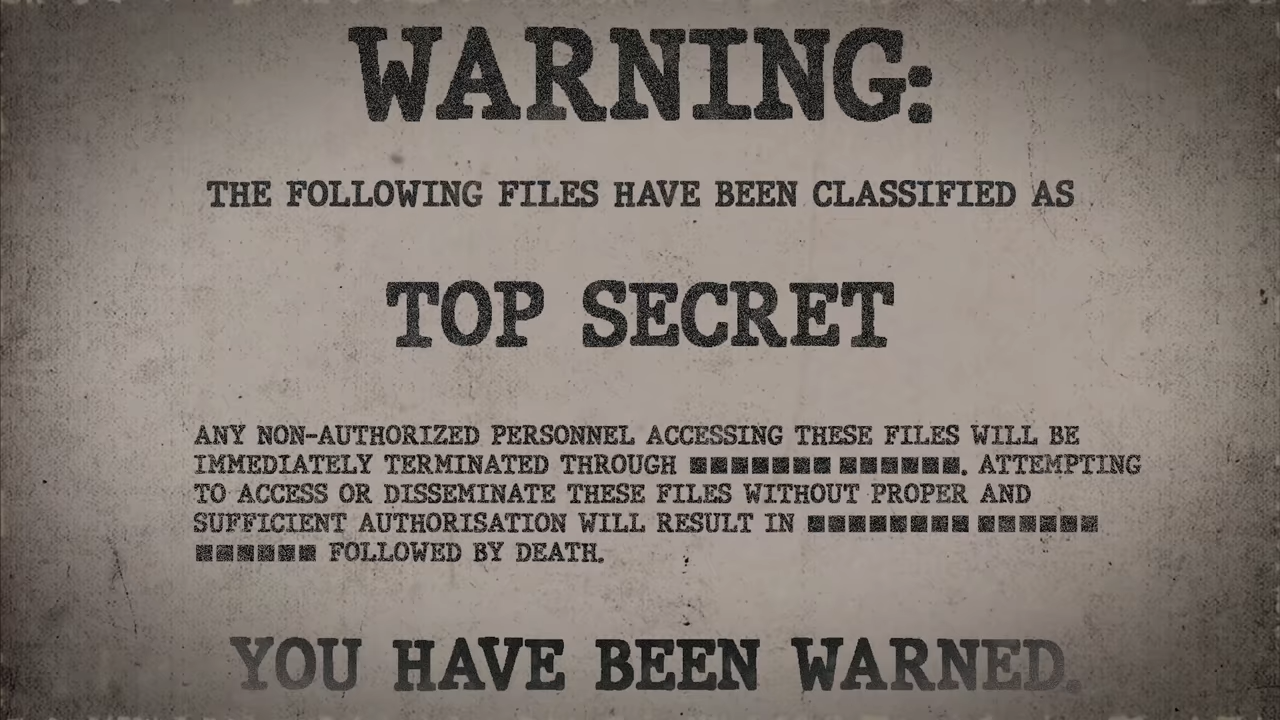 WARNING:
THE FOLLOWING FILES HAVE BEEN CLASSIFIED AS
TOP SECRET
ANY NON-AUTHORIZED PERSONNEL ACCESSING THESE FILES WILL BE
IMMEDIATELY TERMINATED THROUGH ■■■■■■■ ■■■■■■. ATTEMPTING
TO ACCESS OR DISSEMINATE THESE FILES WITHOUT PROPER AND
SUFFICIENT AUTHORISATION WILL RESULT IN ■■■■■■■■ ■■■■■■
■■■■■■ FOLLOWED BY DEATH.
YOU HAVE BEEN WARNED.